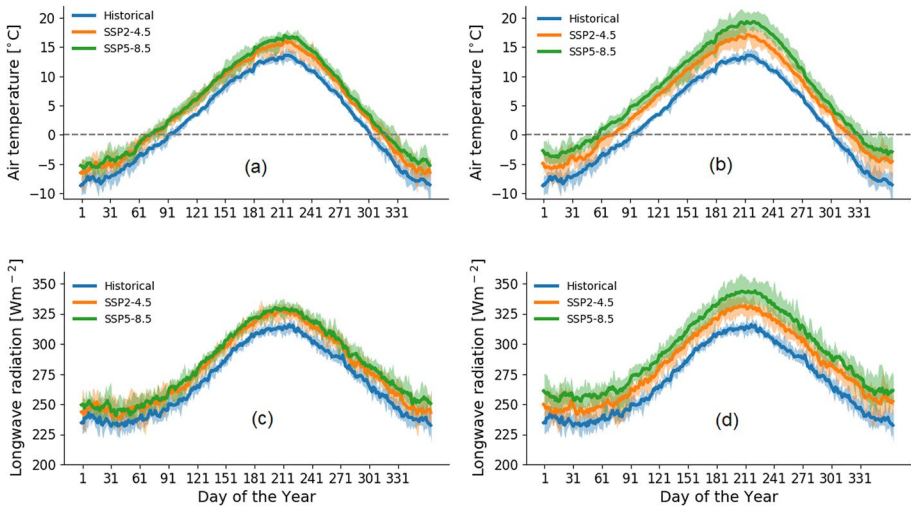 Air temperature [°C]
20
15
10
5
0
−5
−10
Historical
SSP2-4.5
SSP5-8.5
(a)
1 31 61 91 121 151 181 211 241 271 301 331
Air temperature [°C]
20
15
10
5
0
−5
−10
Historical
SSP2-4.5
SSP5-8.5
(b)
1 31 61 91 121 151 181 211 241 271 301 331
Longwave radiation [Wm⁻²]
350
325
300
275
250
225
200
Historical
SSP2-4.5
SSP5-8.5
(c)
1 31 61 91 121 151 181 211 241 271 301 331
Day of the Year
Longwave radiation [Wm⁻²]
350
325
300
275
250
225
200
Historical
SSP2-4.5
SSP5-8.5
(d)
1 31 61 91 121 151 181 211 241 271 301 331
Day of the Year